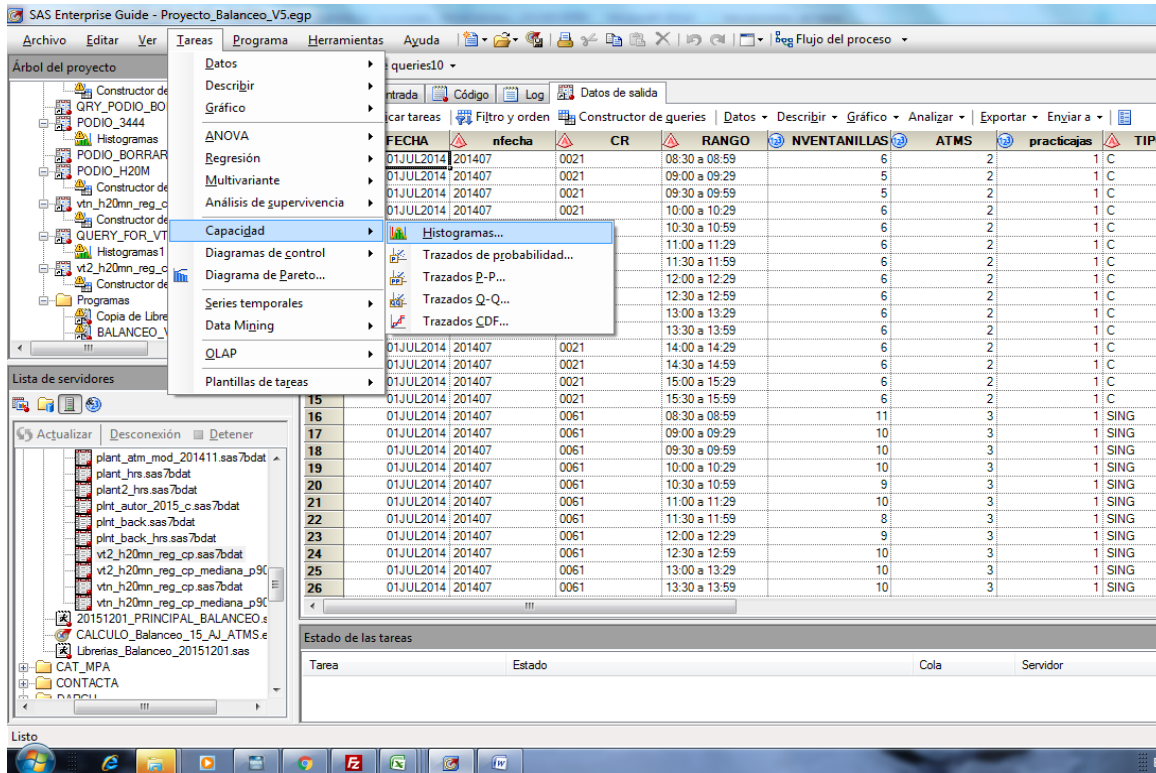 SAS Enterprise Guide - Proyecto_Balanceo_V5.egp
Archivo Editar Ver Tareas Programa Herramientas Ayuda Flujo del proceso
Árbol del proyecto
Constructor de
QRY_PODIO_BO
PODIO_3444
Histogramas
PODIO_BORRAR
PODIO_H20M
Constructor de
vtn_h20mn_reg_c
Constructor de
QUERY_FOR_VT
Histogramas1
vt2_h20mn_reg_c
Constructor de
Programas
Copia de Libre
BALANCEO_V
Datos
Describir
Gráfico
ANOVA
Regresión
Multivariante
Análisis de supervivencia
Capacidad
Diagramas de control
Diagrama de Pareto...
Series temporales
Data Mining
OLAP
Plantillas de tareas
Histogramas...
Trazados de probabilidad...
Trazados P-P...
Trazados Q-Q...
Trazados CDF...
queries10
ntrada Código Log Datos de salida
car tareas Filtro y orden Constructor de queries Datos Describir Gráfico Analizar Exportar Enviar a
FECHA nfecha CR RANGO NVENTANILLAS ATMS practicajas TIP
01JUL2014 201407 0021 08:30 a 08:59 6 2 1 C
01JUL2014 201407 0021 09:00 a 09:29 5 2 1 C
01JUL2014 201407 0021 09:30 a 09:59 5 2 1 C
01JUL2014 201407 0021 10:00 a 10:29 6 2 1 C
10:30 a 10:59 6 2 1 C
11:00 a 11:29 6 2 1 C
11:30 a 11:59 6 2 1 C
12:00 a 12:29 6 2 1 C
12:30 a 12:59 6 2 1 C
13:00 a 13:29 6 2 1 C
13:30 a 13:59 6 2 1 C
01JUL2014 201407 0021 14:00 a 14:29 6 2 1 C
01JUL2014 201407 0021 14:30 a 14:59 6 2 1 C
01JUL2014 201407 0021 15:00 a 15:29 6 2 1 C
15 01JUL2014 201407 0021 15:30 a 15:59 6 2 1 C
16 01JUL2014 201407 0061 08:30 a 08:59 11 3 1 SING
17 01JUL2014 201407 0061 09:00 a 09:29 10 3 1 SING
18 01JUL2014 201407 0061 09:30 a 09:59 10 3 1 SING
19 01JUL2014 201407 0061 10:00 a 10:29 10 3 1 SING
20 01JUL2014 201407 0061 10:30 a 10:59 9 3 1 SING
21 01JUL2014 201407 0061 11:00 a 11:29 10 3 1 SING
22 01JUL2014 201407 0061 11:30 a 11:59 8 3 1 SING
23 01JUL2014 201407 0061 12:00 a 12:29 9 3 1 SING
24 01JUL2014 201407 0061 12:30 a 12:59 10 3 1 SING
25 01JUL2014 201407 0061 13:00 a 13:29 10 3 1 SING
26 01JUL2014 201407 0061 13:30 a 13:59 10 3 1 SING
Lista de servidores
Actualizar Desconexión Detener
plant_atm_mod_201411.sas7bdat
plant_hrs.sas7bdat
plant2_hrs.sas7bdat
plnt_autor_2015_c.sas7bdat
plnt_back.sas7bdat
plnt_back_hrs.sas7bdat
vt2_h20mn_reg_cp.sas7bdat
vt2_h20mn_reg_cp_mediana_p90
vtn_h20mn_reg_cp.sas7bdat
vtn_h20mn_reg_cp_mediana_p90
20151201_PRINCIPAL_BALANCEO.s
CALCULO_Balanceo_15_AJ_ATMS.e
Librerias_Balanceo_20151201.sas
CAT_MPA
CONTACTA
Estado de las tareas
Tarea Estado Cola Servidor
Listo